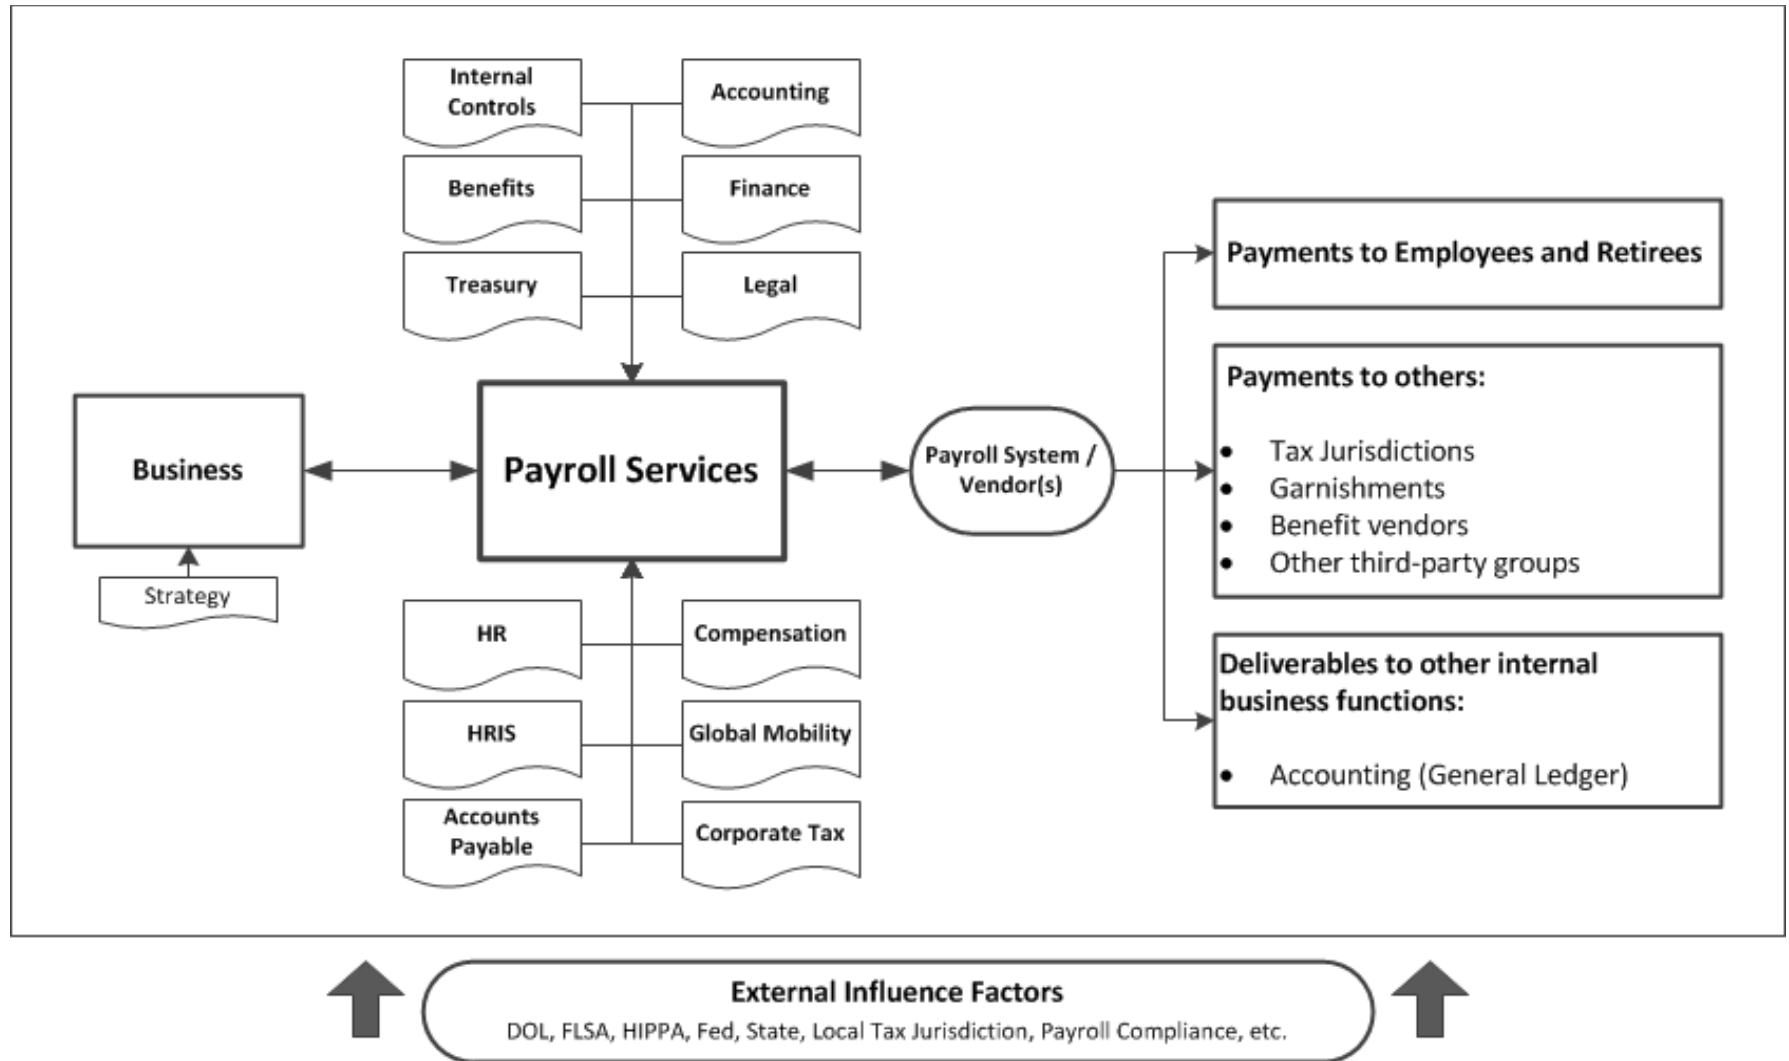 Internal
Controls
Accounting
Benefits
Finance
Treasury
Legal
Business
Strategy
Payroll Services
Payroll System /
Vendor(s)
HR
Compensation
HRIS
Global Mobility
Accounts
Payable
Corporate Tax
Payments to Employees and Retirees
Payments to others:
• Tax Jurisdictions
• Garnishments
• Benefit vendors
• Other third-party groups
Deliverables to other internal
business functions:
• Accounting (General Ledger)
External Influence Factors
DOL, FLSA, HIPPA, Fed, State, Local Tax Jurisdiction, Payroll Compliance, etc.